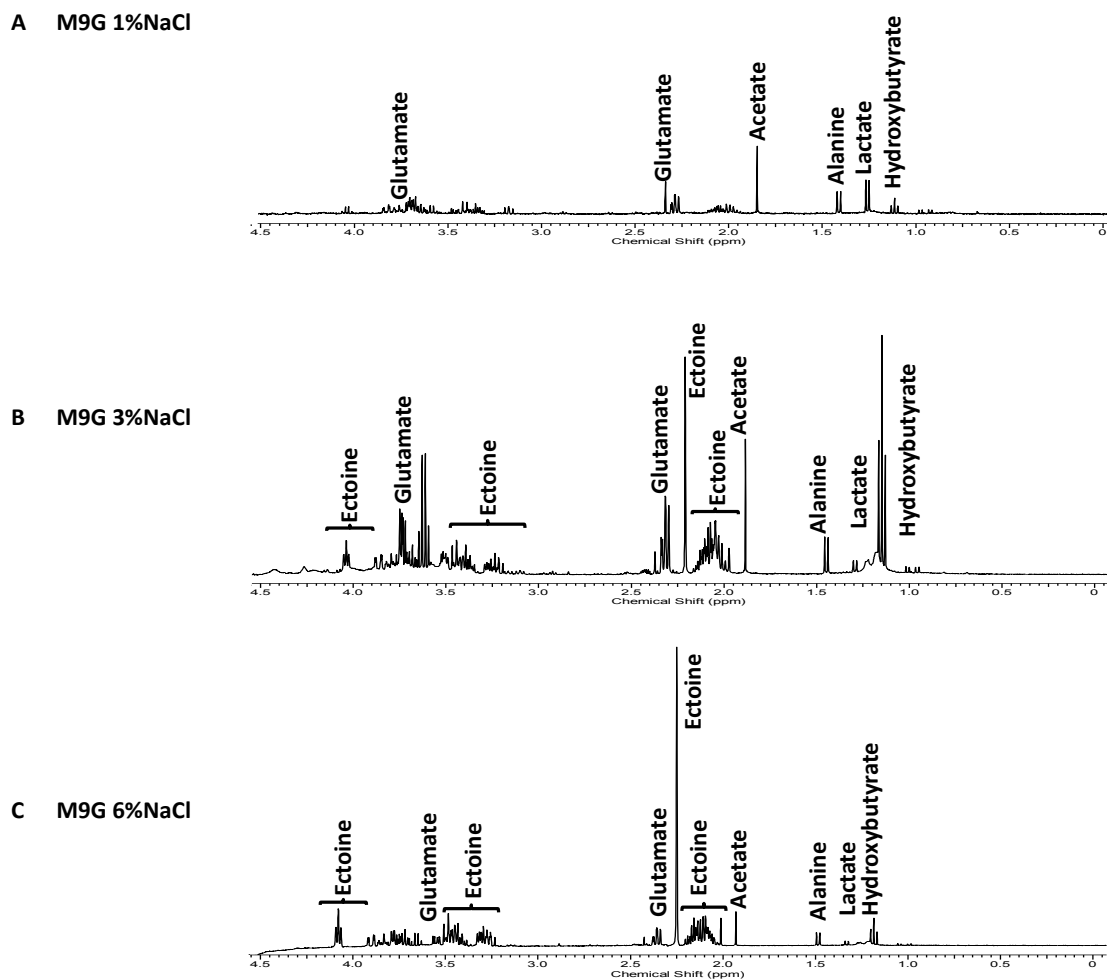 A M9G 1%NaCl
Glutamate
Glutamate
Acetate
Alanine
Lactate
Hydroxybutyrate
4.5 4.0 3.5 3.0 2.5 2.0 1.5 1.0 0.5 0
Chemical Shift (ppm)
B M9G 3%NaCl
Ectoine
Glutamate
Ectoine
Glutamate
Ectoine
Ectoine
Acetate
Alanine
Lactate
Hydroxybutyrate
4.5 4.0 3.5 3.0 2.5 2.0 1.5 1.0 0.5 0
Chemical Shift (ppm)
C M9G 6%NaCl
Ectoine
Glutamate
Ectoine
Glutamate
Ectoine
Ectoine
Acetate
Alanine
Lactate
Hydroxybutyrate
4.5 4.0 3.5 3.0 2.5 2.0 1.5 1.0 0.5 0
Chemical Shift (ppm)